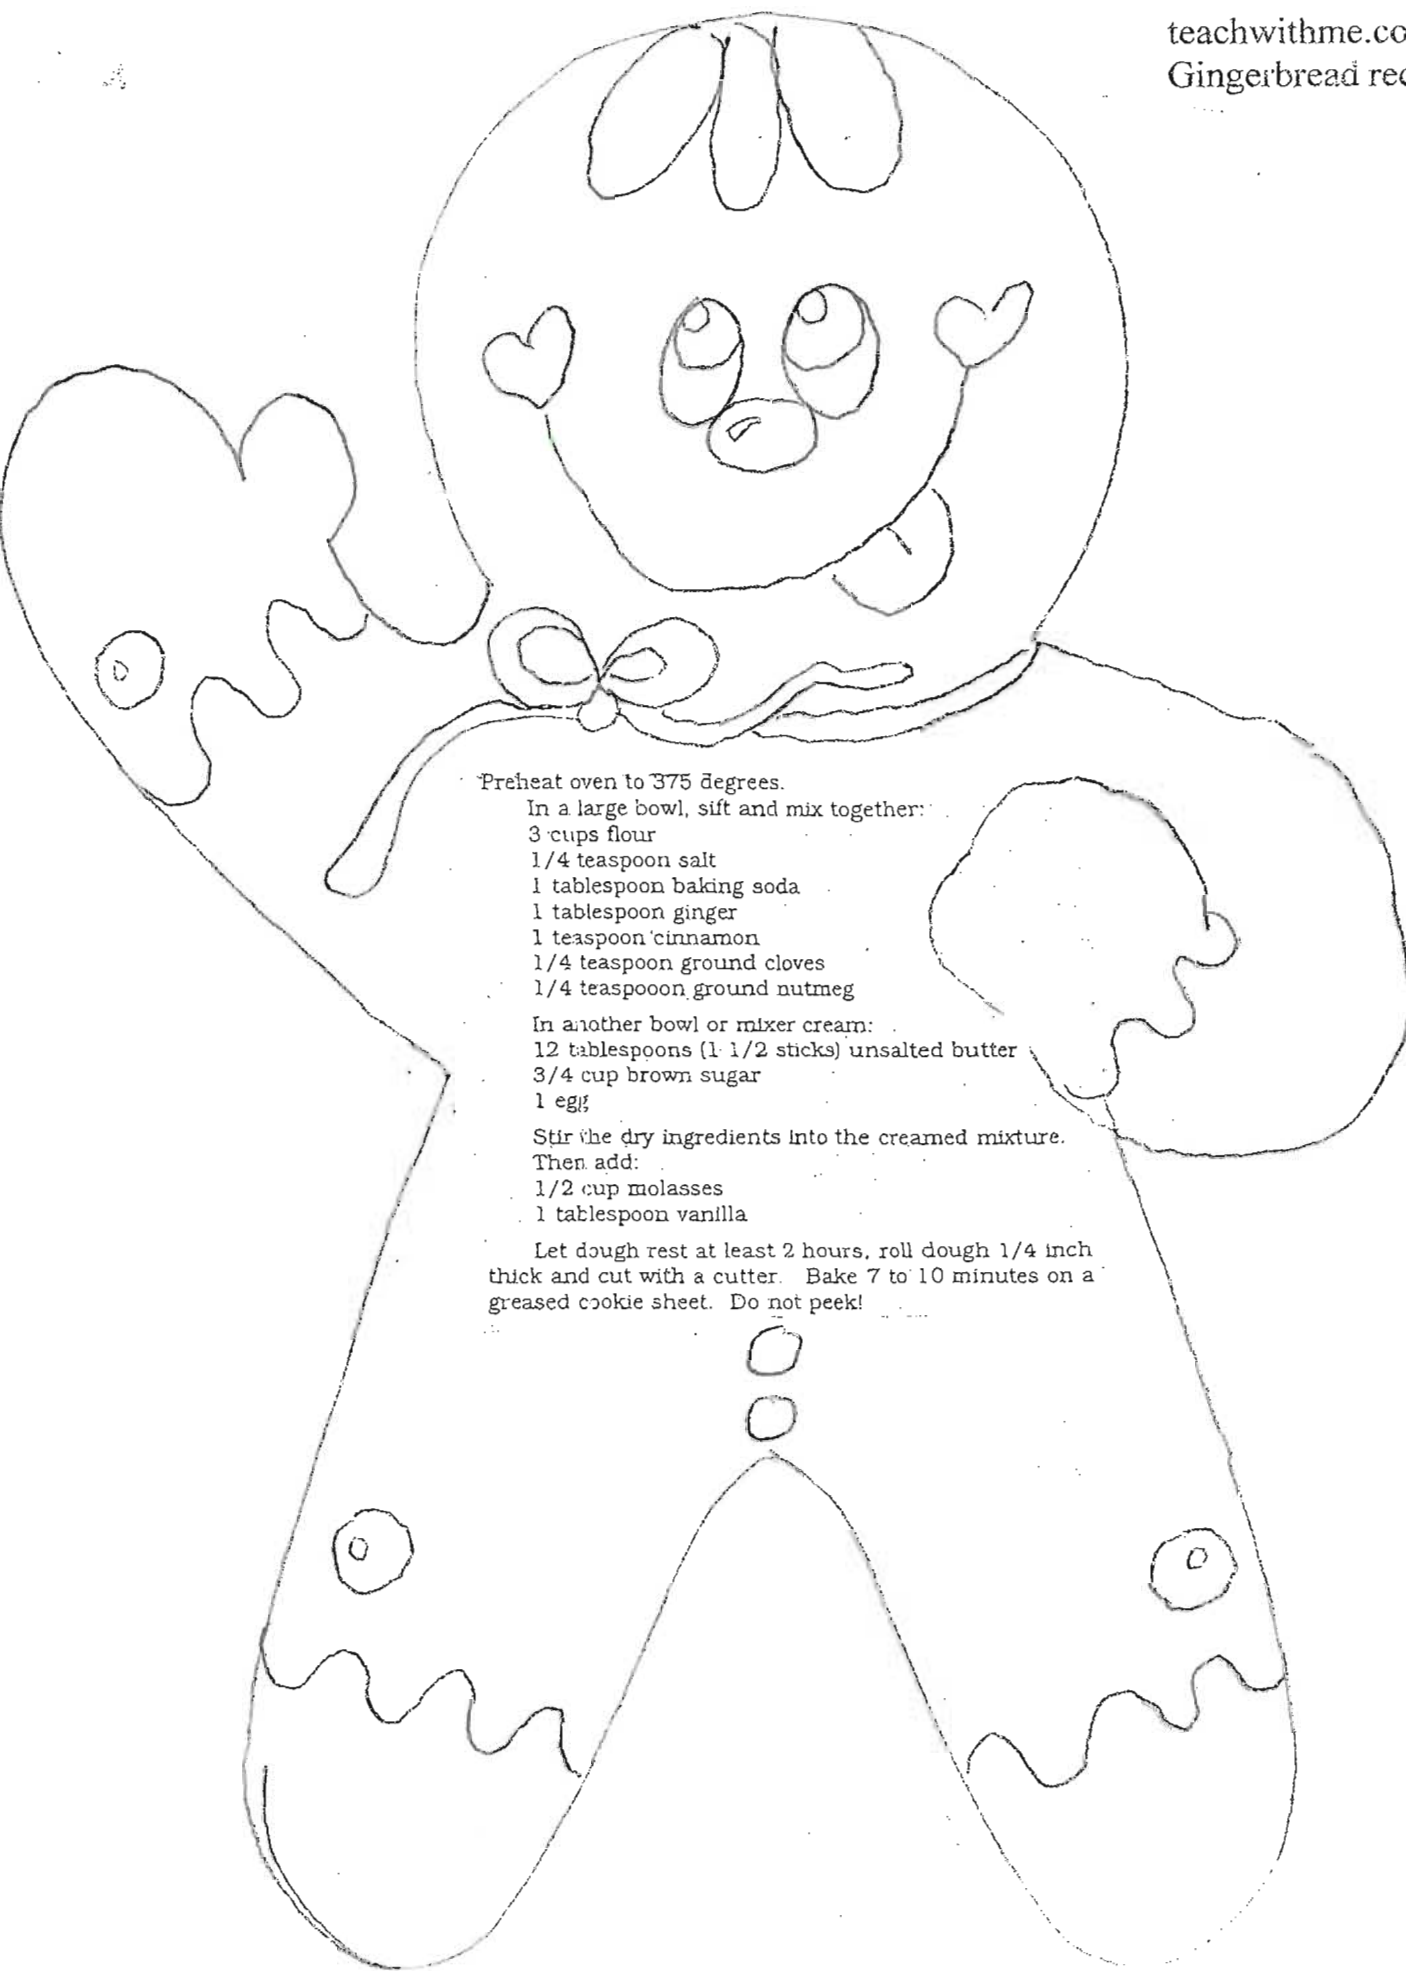 teachwithme.co
Gingerbread rec
Preheat oven to 375 degrees.
In a large bowl, sift and mix together:
3 cups flour
1/4 teaspoon salt
1 tablespoon baking soda
1 tablespoon ginger
1 teaspoon cinnamon
1/4 teaspoon ground cloves
1/4 teaspooon ground nutmeg
In another bowl or mixer cream:
12 tablespoons (1 1/2 sticks) unsalted butter
3/4 cup brown sugar
1 egg
Stir the dry ingredients into the creamed mixture.
Then add:
1/2 cup molasses
1 tablespoon vanilla
Let dough rest at least 2 hours, roll dough 1/4 inch
thick and cut with a cutter. Bake 7 to 10 minutes on a
greased cookie sheet. Do not peek!